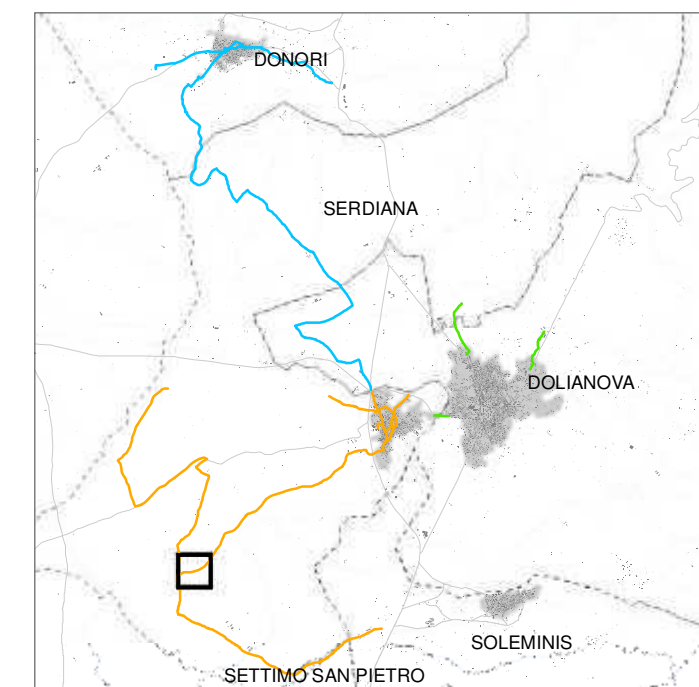 DONORI
SERDIANA
DOLIANOVA
SOLEMINIS
SETTIMO SAN PIETRO